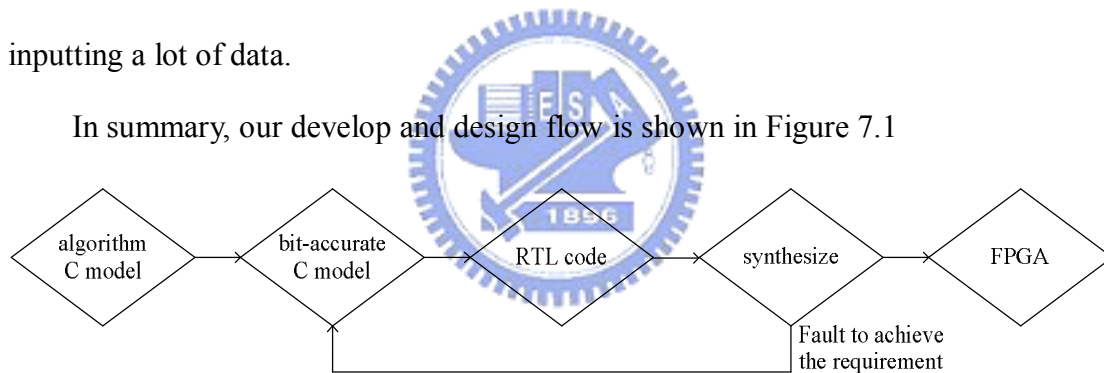 inputting a lot of data.
In summary, our develop and design flow is shown in Figure 7.1
algorithm
C model
bit-accurate
C model
RTL code
synthesize
FPGA
Fault to achieve
the requirement
E S A
1896